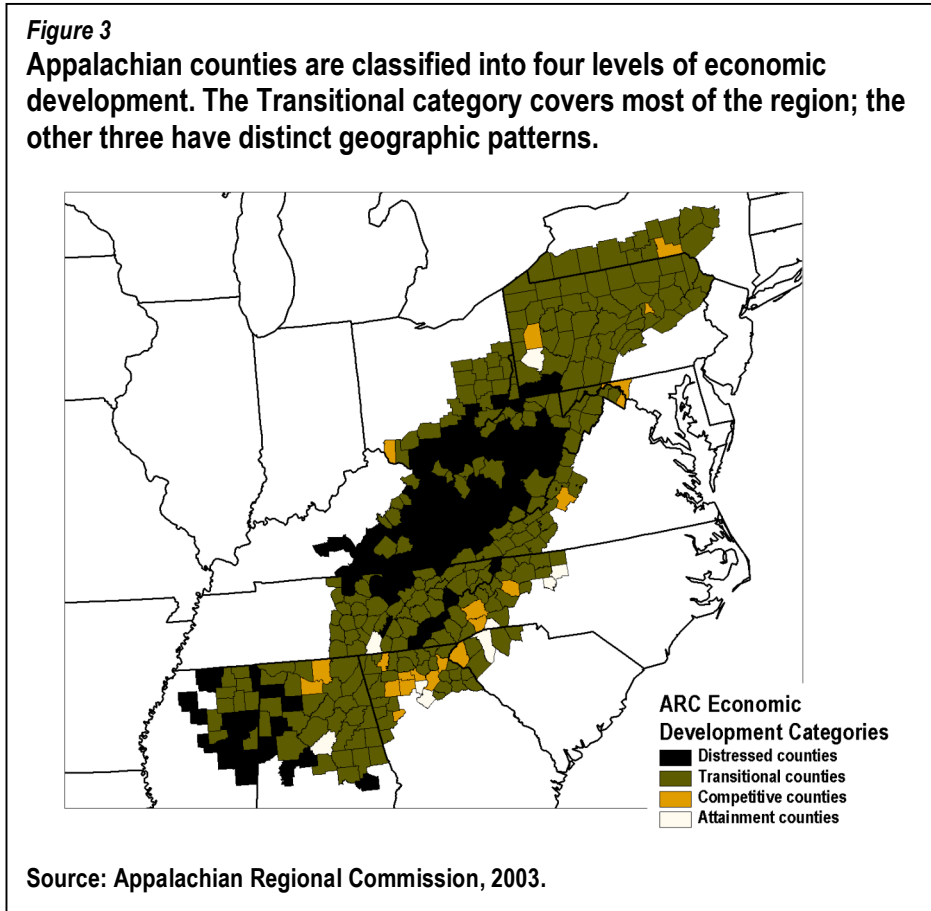 Figure 3
Appalachian counties are classified into four levels of economic
development. The Transitional category covers most of the region; the
other three have distinct geographic patterns.
ARC Economic
Development Categories
Distressed counties
Transitional counties
Competitive counties
Attainment counties
Source: Appalachian Regional Commission, 2003.